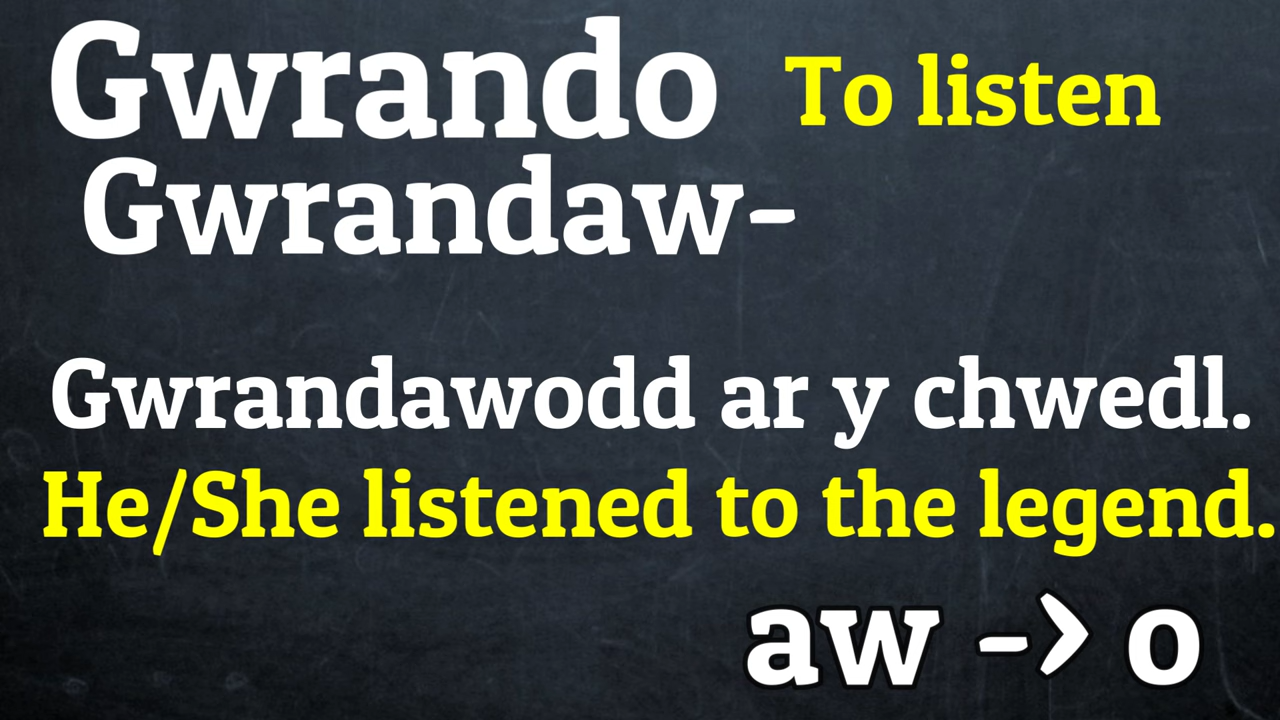 Gwrando To listen
Gwrandaw-
Gwrandawodd ar y chwedl.
He/She listened to the legend.
aw -> o